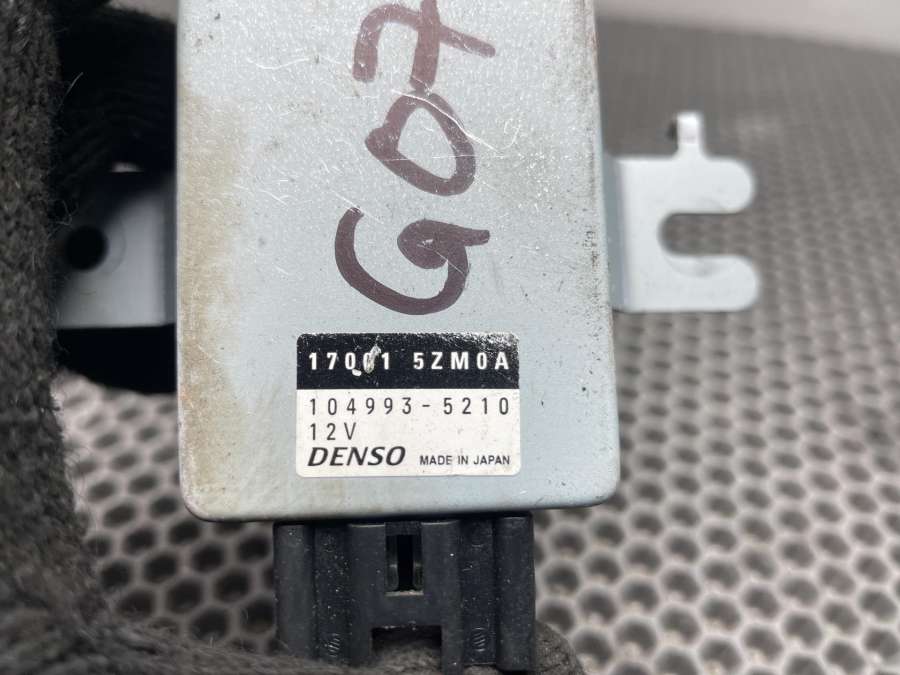 G07
17001 5ZM0A
104993-5210
12V
DENSO MADE IN JAPAN